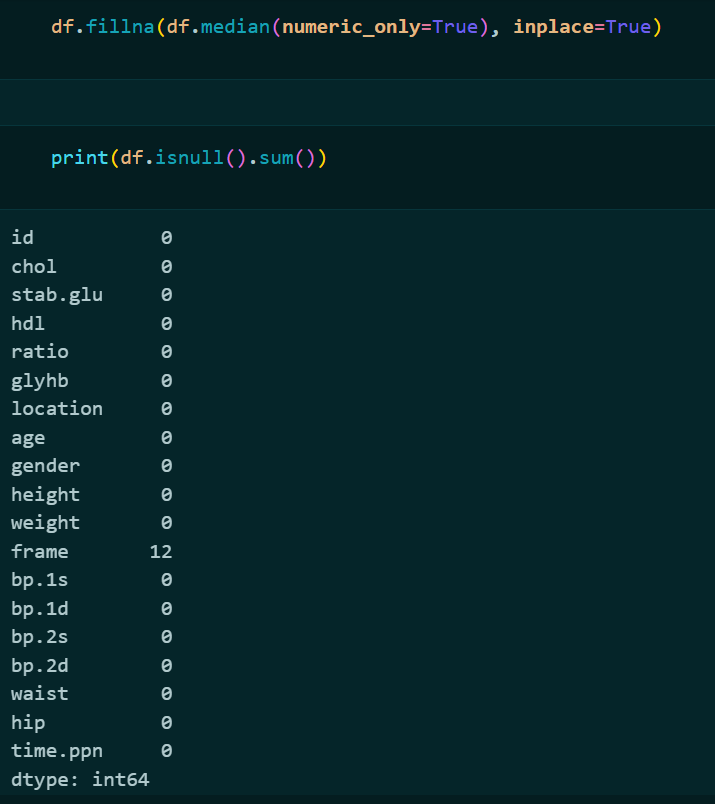 df.fillna(df.median(numeric_only=True), inplace=True)
print(df.isnull().sum())
id 0
chol 0
stab.glu 0
hdl 0
ratio 0
glyhb 0
location 0
age 0
gender 0
height 0
weight 0
frame 12
bp.1s 0
bp.1d 0
bp.2s 0
bp.2d 0
waist 0
hip 0
time.ppn 0
dtype: int64